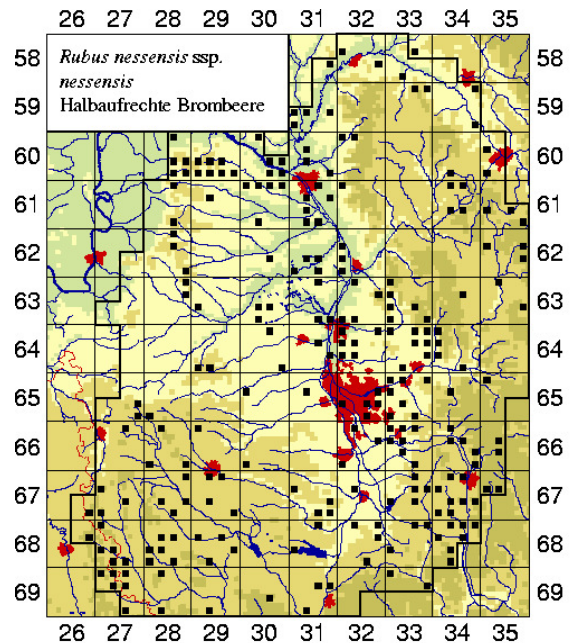 26 27 28 29 30 31 32 33 34 35
Rubus nessensis ssp.
nessensis
Halbaufrechte Brombeere
58 58
59 59
60 60
61 61
62 62
63 63
64 64
65 65
66 66
67 67
68 68
69 69
26 27 28 29 30 31 32 33 34